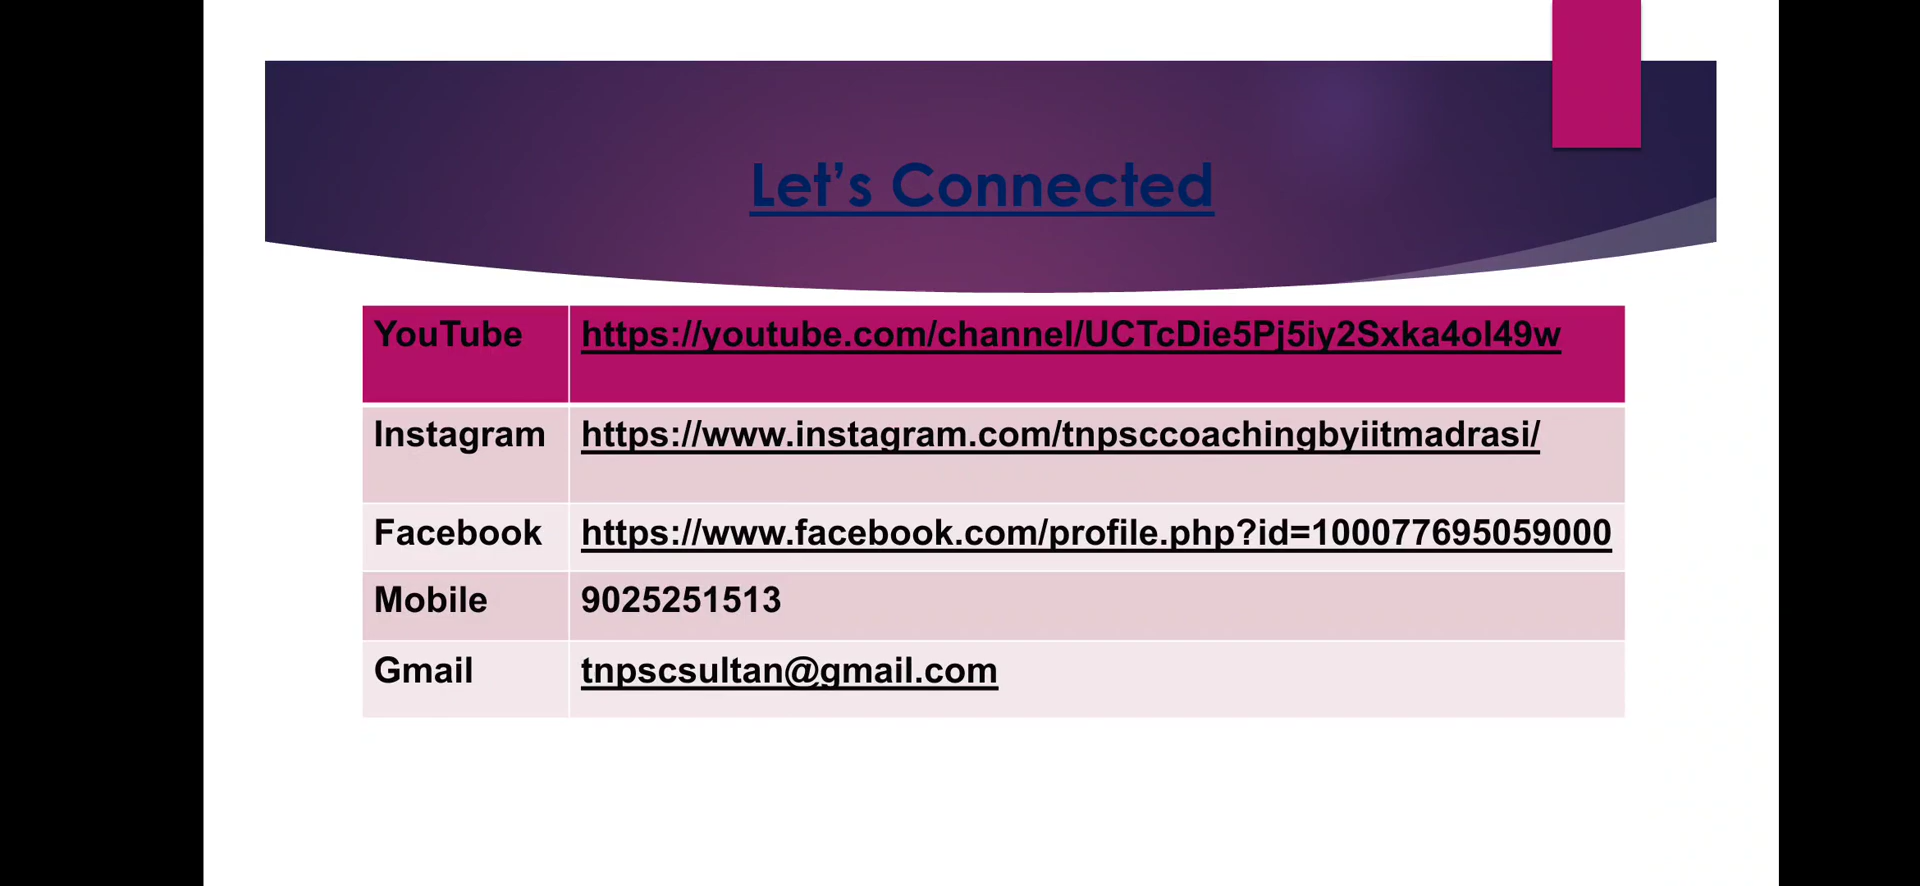 Let’s Connected
YouTube https://youtube.com/channel/UCTcDie5Pj5iy2Sxka4ol49w
Instagram https://www.instagram.com/tnpsccoachingbyiitmadrasi/
Facebook https://www.facebook.com/profile.php?id=100077695059000
Mobile 9025251513
Gmail tnpscsultan@gmail.com